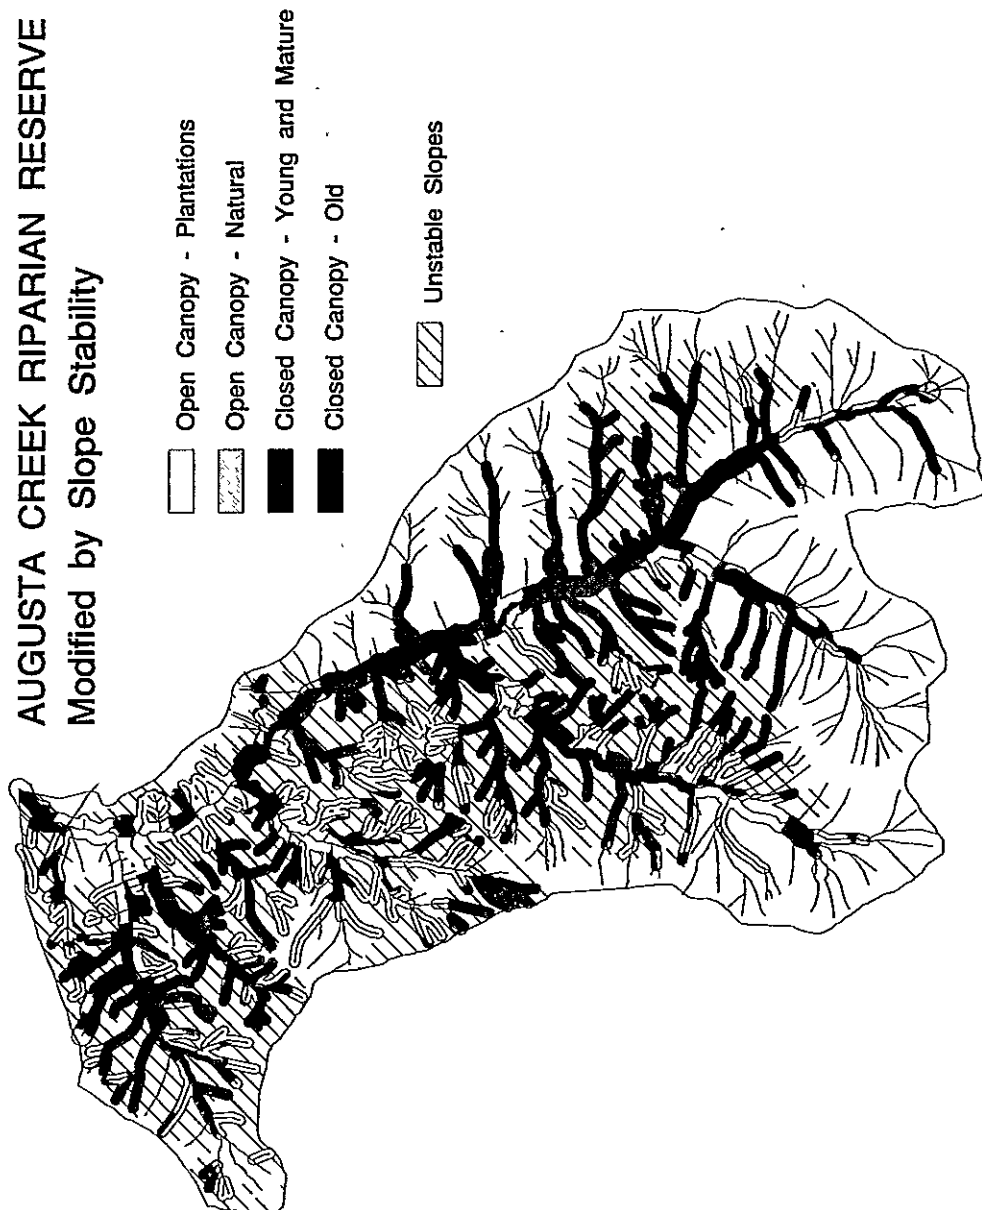 AUGUSTA CREEK RIPARIAN RESERVE
Modified by Slope Stability
Open Canopy - Plantations
Open Canopy - Natural
Closed Canopy - Young and Mature
Closed Canopy - Old
Unstable Slopes